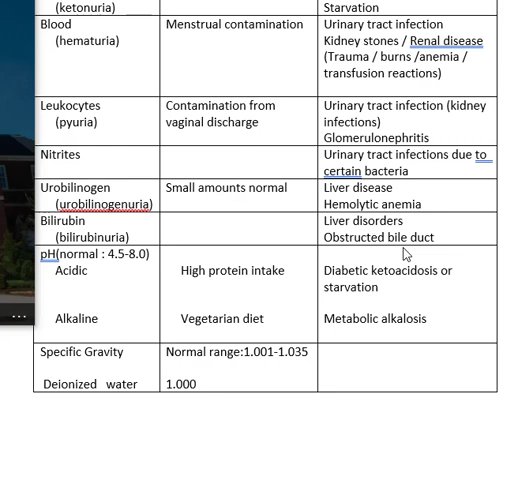 (ketonuria) Starvation
Blood Menstrual contamination Urinary tract infection
(hematuria) Kidney stones / Renal disease
(Trauma / burns /anemia /
transfusion reactions)
Leukocytes Contamination from Urinary tract infection (kidney
(pyuria) vaginal discharge infections)
Glomerulonephritis
Nitrites Urinary tract infections due to
certain bacteria
Urobilinogen Small amounts normal Liver disease
(urobilinogenuria) Hemolytic anemia
Bilirubin Liver disorders
(bilirubinuria) Obstructed bile duct
pH(normal : 4.5-8.0)
Acidic High protein intake Diabetic ketoacidosis or
starvation
Alkaline Vegetarian diet Metabolic alkalosis
Specific Gravity Normal range:1.001-1.035
Deionized water 1.000